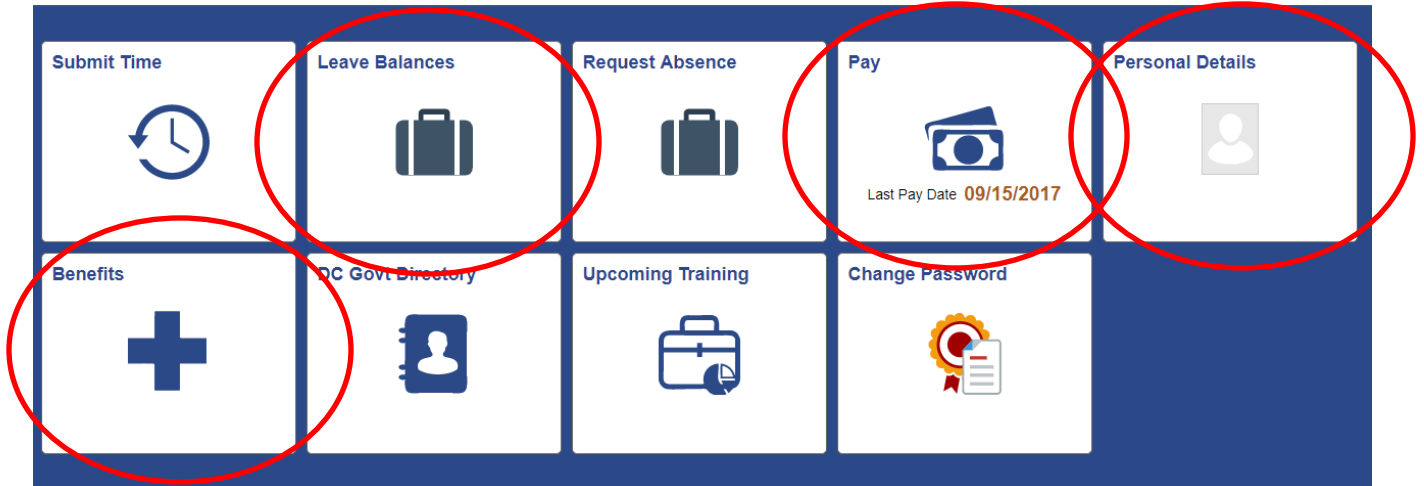 Submit Time
Leave Balances
Request Absence
Pay
Personal Details
Last Pay Date 09/15/2017
Benefits
DC Govt Directory
Upcoming Training
Change Password